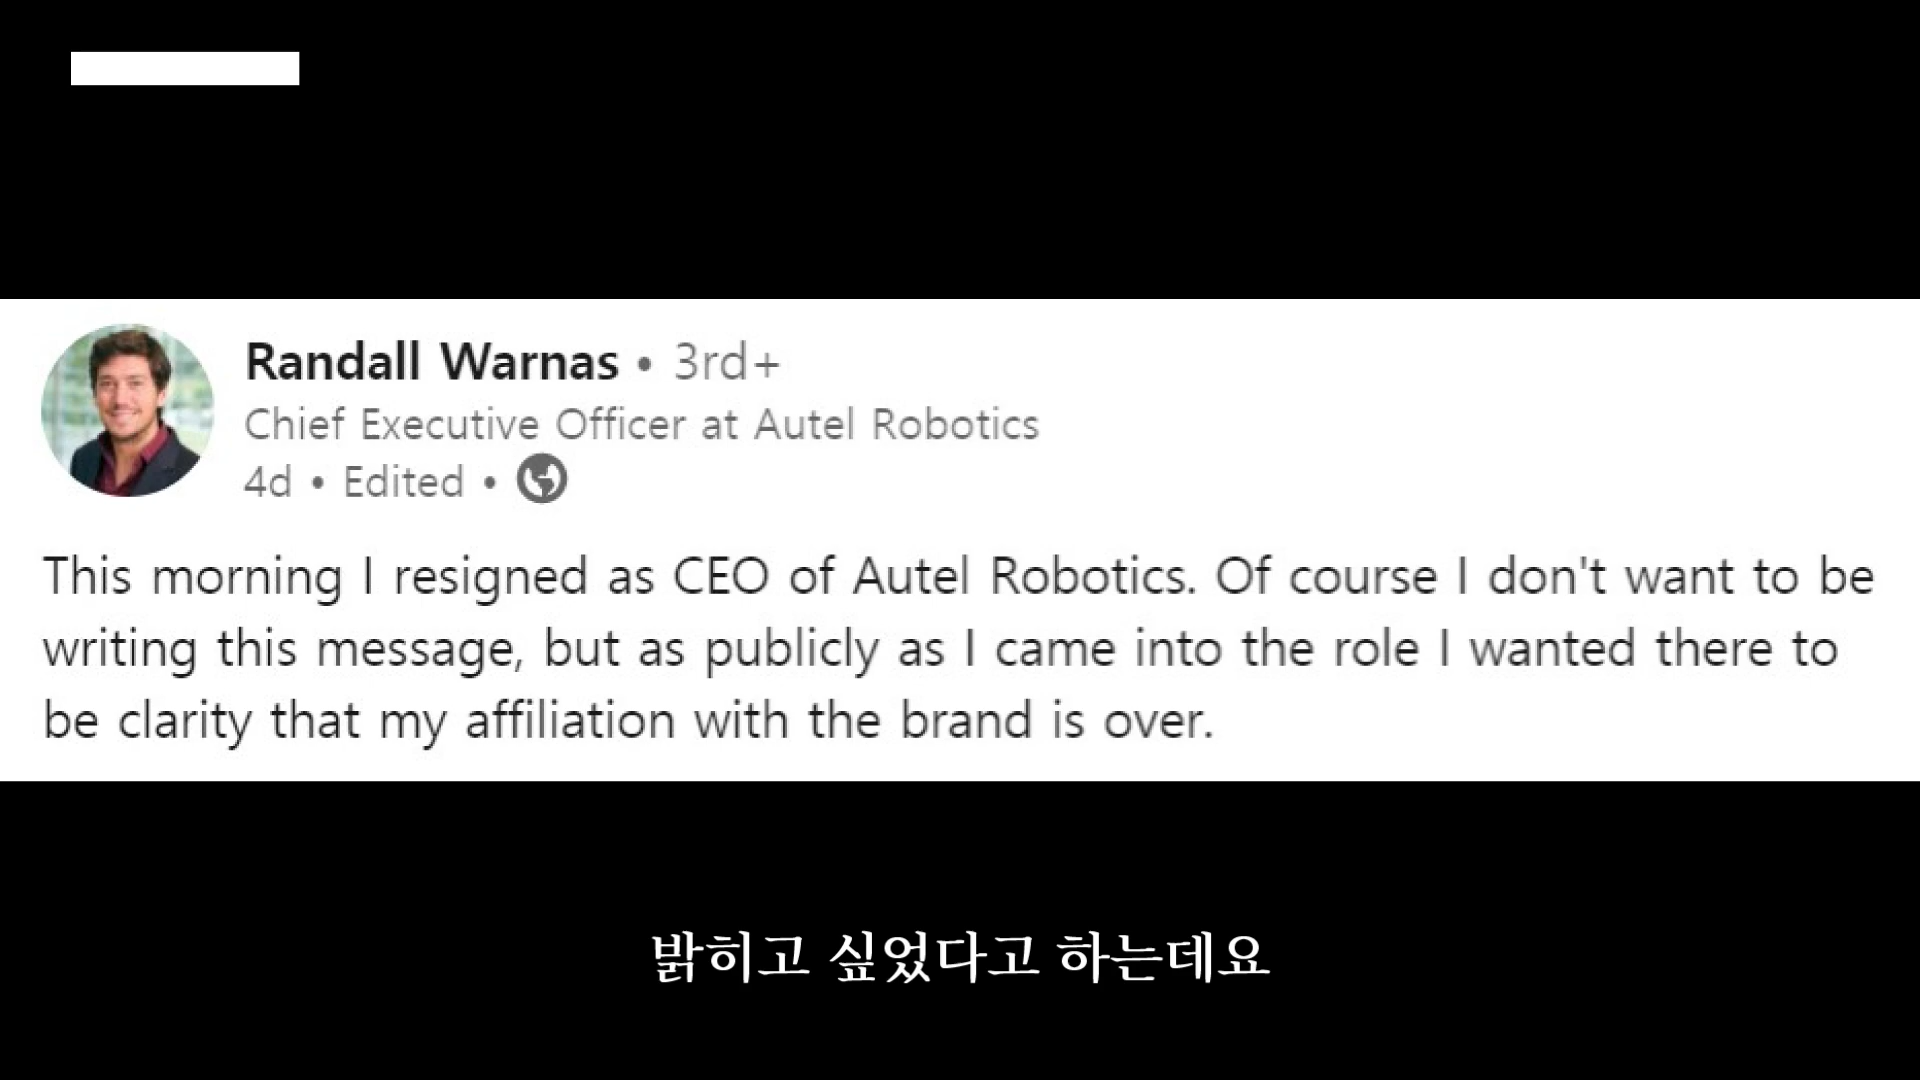 Randall Warnas • 3rd+
Chief Executive Officer at Autel Robotics
4d • Edited •
This morning I resigned as CEO of Autel Robotics. Of course I don't want to be
writing this message, but as publicly as I came into the role I wanted there to
be clarity that my affiliation with the brand is over.
밝히고 싶었다고 하는데요